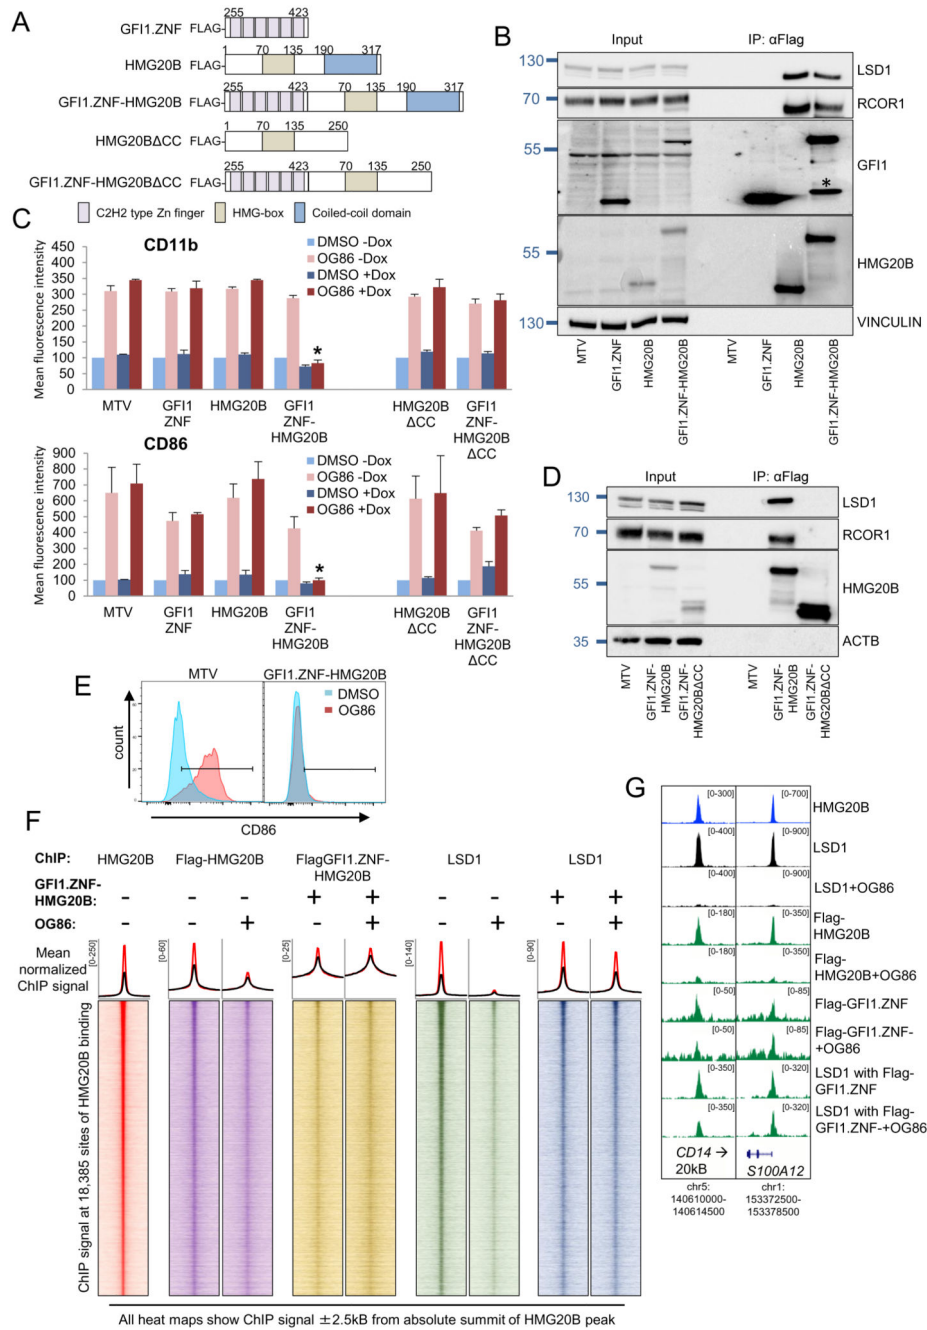 A
255 423
GFI1.ZNF FLAG-
1 70 135 190 317
HMG20B FLAG-
255 423 70 135 190 317
GFI1.ZNF-HMG20B FLAG-
1 70 135 250
HMG20BΔCC FLAG-
255 423 70 135 250
GFI1.ZNF-HMG20BΔCC FLAG-
C2H2 type Zn finger HMG-box Coiled-coil domain
B
Input IP: αFlag
130 LSD1
70 RCOR1
55 GFI1
*
55 HMG20B
130 VINCULIN
MTV
GFI1.ZNF
HMG20B
GFI1.ZNF-HMG20B
MTV
GFI1.ZNF
HMG20B
GFI1.ZNF-HMG20B
C
CD11b
Mean fluorescence intensity
450
400
350
300
250
200
150
100
50
0
DMSO -Dox
OG86 -Dox
DMSO +Dox
OG86 +Dox
*
MTV GFI1 HMG20B GFI1 HMG20B GFI1
ZNF ZNF- ΔCC ZNF-
HMG20B HMG20B
ΔCC
CD86
Mean fluorescence intensity
900
800
700
600
500
400
300
200
100
0
DMSO -Dox
OG86 -Dox
DMSO +Dox
OG86 +Dox
*
MTV GFI1 HMG20B GFI1 HMG20B GFI1
ZNF ZNF- ΔCC ZNF-
HMG20B HMG20B
ΔCC
D
Input IP: αFlag
130 LSD1
70 RCOR1
55 HMG20B
35 ACTB
MTV
GFI1.ZNF-
HMG20B
GFI1.ZNF-
HMG20BΔCC
MTV
GFI1.ZNF-
HMG20B
GFI1.ZNF-
HMG20BΔCC
E
MTV GFI1.ZNF-HMG20B
DMSO
OG86
count
CD86
F
ChIP: HMG20B Flag-HMG20B FlagGFI1.ZNF- LSD1 LSD1
HMG20B
GFI1.ZNF-
HMG20B: - - - + + - - + +
OG86: - - + - + - + - +
Mean
normalized
ChIP signal
[0-250] [0-60] [0-25] [0-140] [0-90]
ChIP signal at 18,385 sites of HMG20B binding
All heat maps show ChIP signal ±2.5kB from absolute summit of HMG20B peak
G
[0-300] [0-700] HMG20B
[0-400] [0-900] LSD1
[0-400] [0-900] LSD1+OG86
[0-180] [0-350] Flag-
HMG20B
[0-180] [0-350] Flag-
HMG20B+OG86
[0-50] [0-85] Flag-GFI1.ZNF
[0-50] [0-85] Flag-GFI1.ZNF-
+OG86
[0-350] [0-320] LSD1 with Flag-
GFI1.ZNF
[0-350] [0-320] LSD1 with Flag-
GFI1.ZNF-+OG86
CD14 →
20kB S100A12
chr5: chr1:
140610000- 153372500-
140614500 153378500